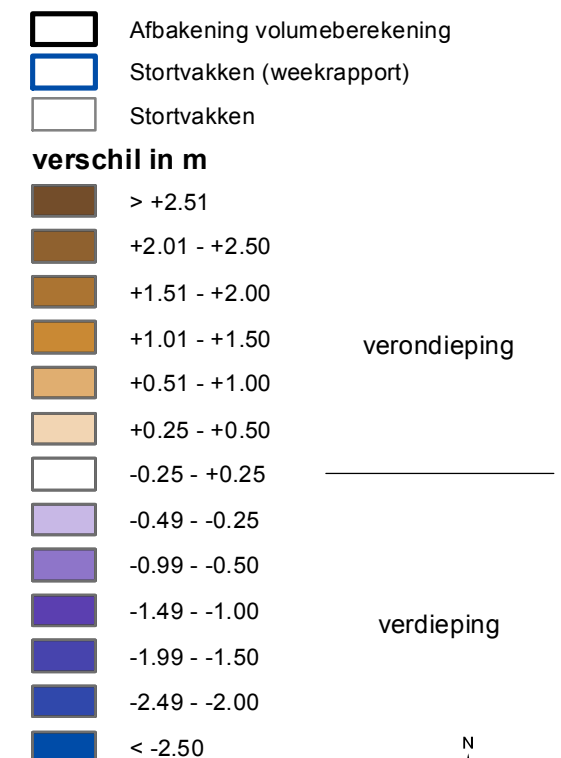 Afbakening volumeberekening
Stortvakken (weekrapport)
Stortvakken
verschil in m
> +2.51
+2.01 - +2.50
+1.51 - +2.00
+1.01 - +1.50
verondieping
+0.51 - +1.00
+0.25 - +0.50
-0.25 - +0.25
-0.49 - -0.25
-0.99 - -0.50
-1.49 - -1.00
verdieping
-1.99 - -1.50
-2.49 - -2.00
< -2.50
N